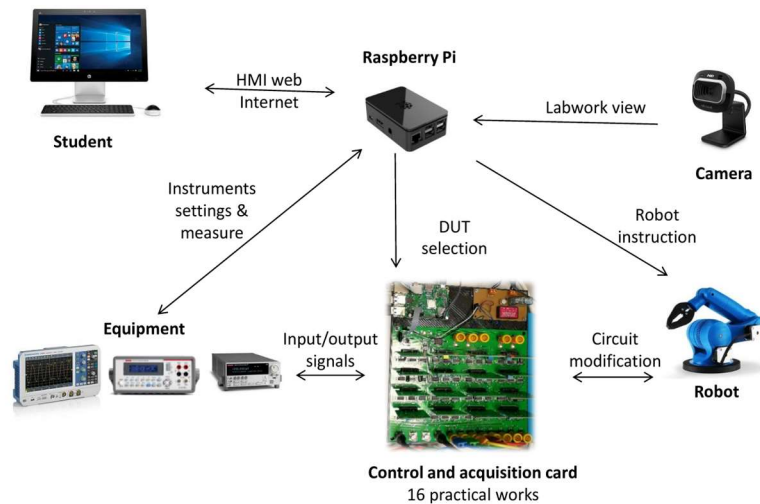 Raspberry Pi
HMI web
Internet
Student
Labwork view
Camera
Instruments
settings &
measure
DUT
selection
Robot
instruction
Equipment
Input/output
signals
Circuit
modification
Robot
Control and acquisition card
16 practical works